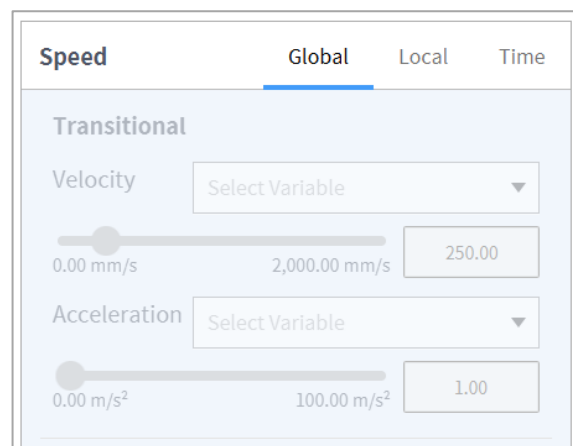 Speed Global Local Time
Transitional
Velocity Select Variable
250.00
0.00 mm/s 2,000.00 mm/s
Acceleration Select Variable
1.00
0.00 m/s² 100.00 m/s²